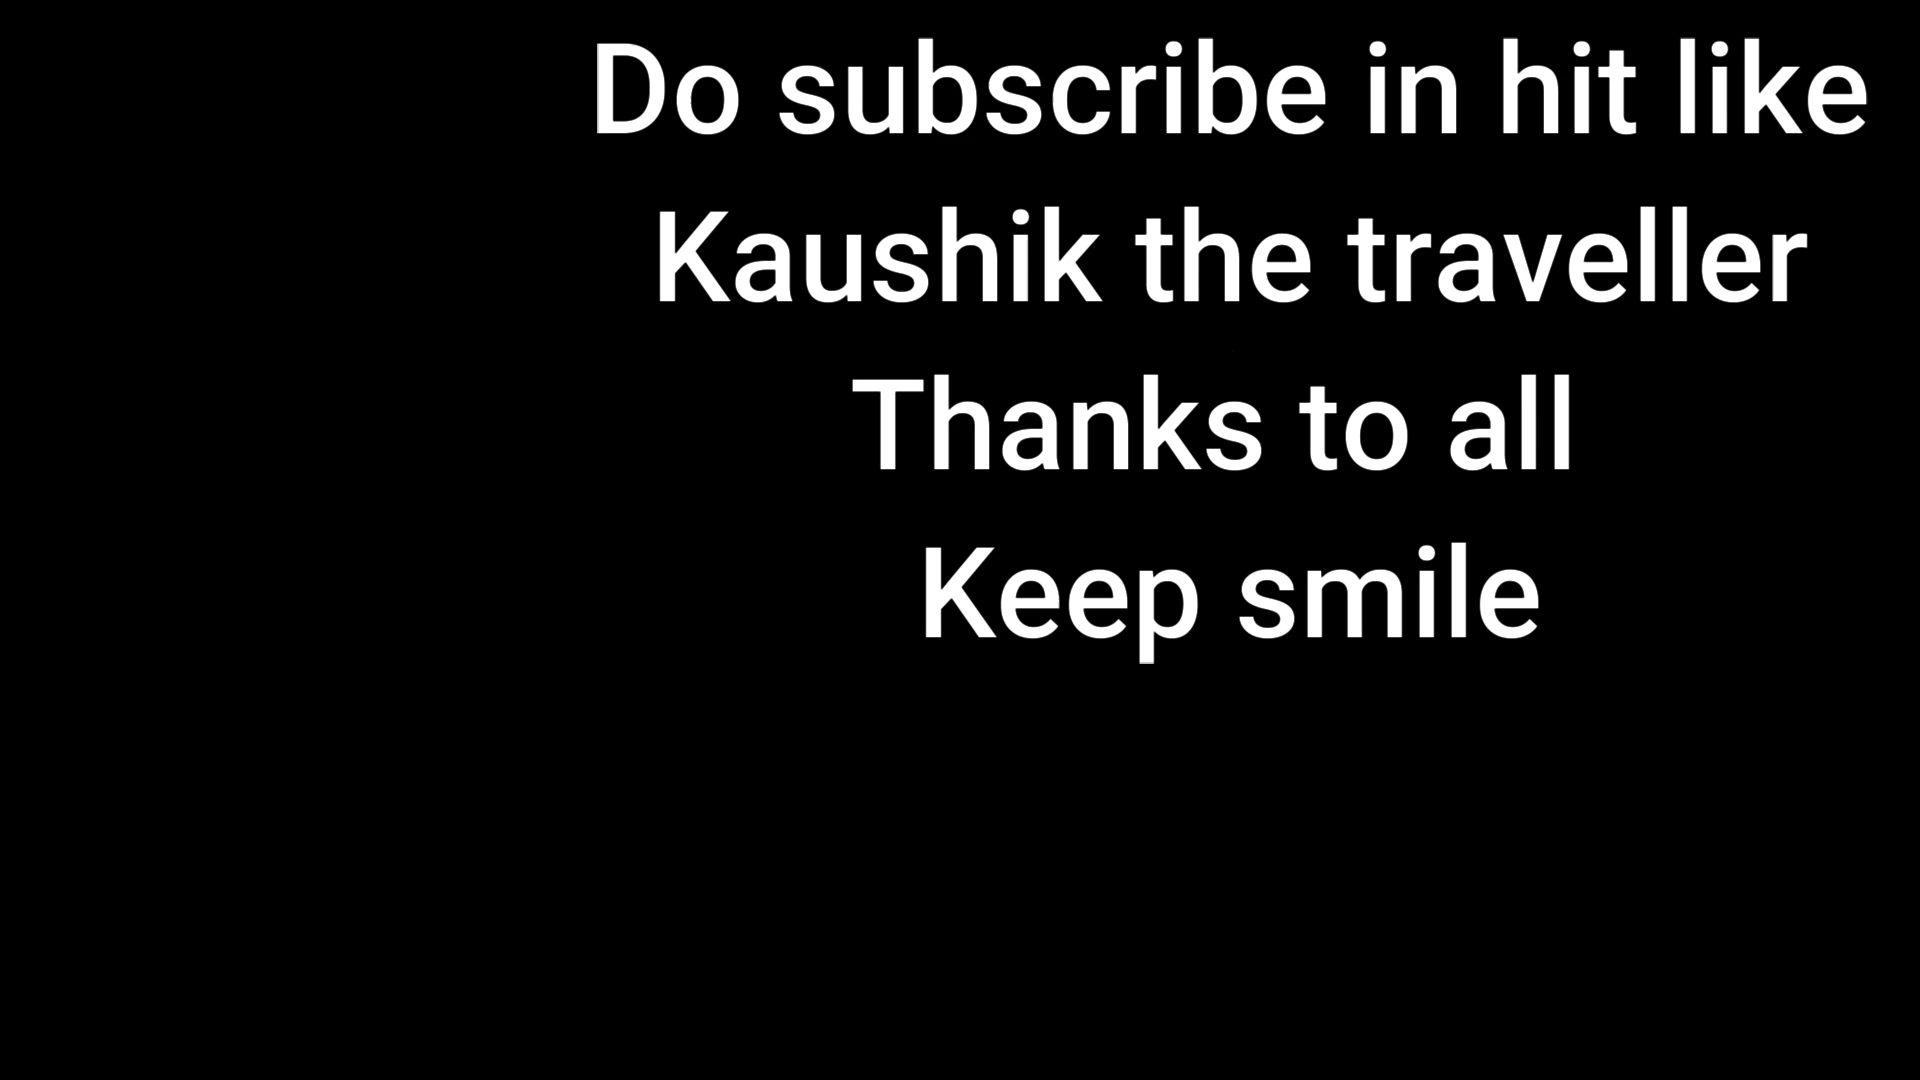 Do subscribe in hit like
Kaushik the traveller
Thanks to all
Keep smile